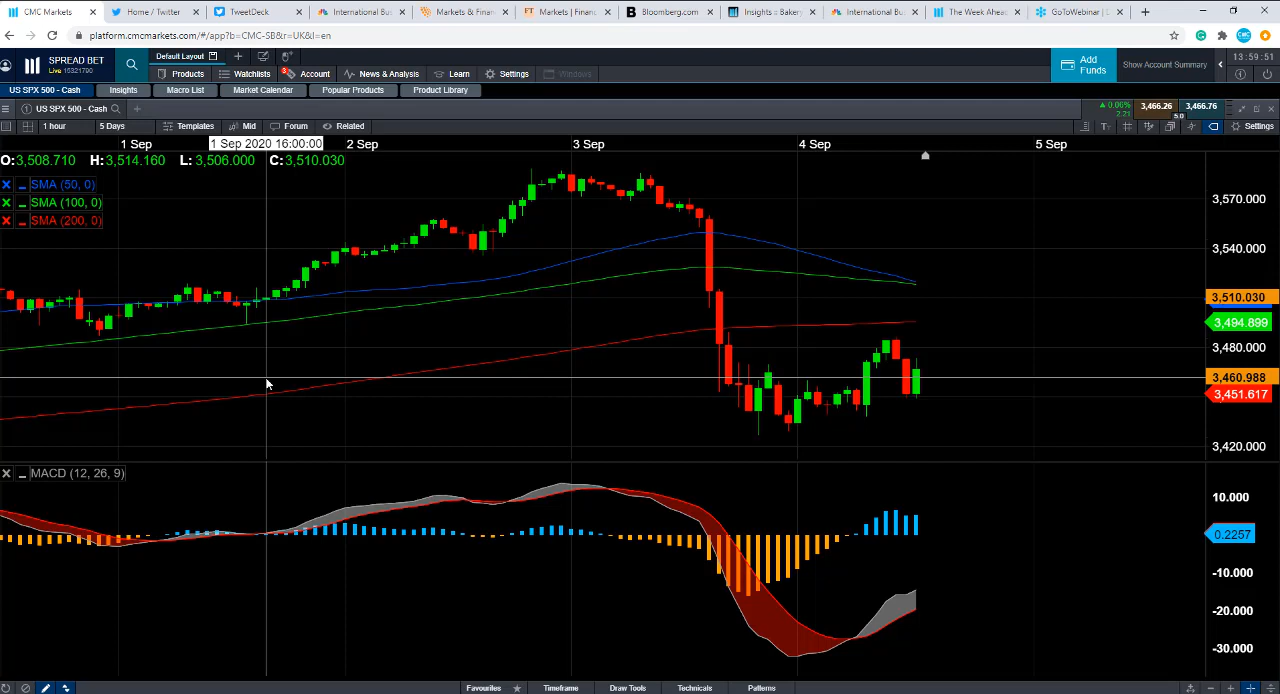 CMC Markets
Home / Twitter
TweetDeck
International Bu
Markets & Finan
Markets | Financ
Bloomberg.com
Insights :: Bakery
International Bus
The Week Ahead
GoToWebinar |
platform.cmcmarkets.com/#/app?b=CMC-SB&r=UK&l=en
SPREAD BET
Live 15321790
Default Layout
Products
Watchlists
Account
News & Analysis
Learn
Settings
Windows
Add Funds
Show Account Summary
13:59:51
US SPX 500 - Cash
Insights
Macro List
Market Calendar
Popular Products
Product Library
US SPX 500 - Cash
0.06%
2.21
3,466.26
5.0
3,466.76
1 hour
5 Days
Templates
Mid
Forum
Related
Settings
1 Sep
1 Sep 2020 16:00:00
2 Sep
3 Sep
4 Sep
5 Sep
O:3,508.710 H:3,514.160 L:3,506.000 C:3,510.030
SMA (50, 0)
SMA (100, 0)
SMA (200, 0)
3,570.000
3,540.000
3,510.030
3,494.899
3,480.000
3,460.988
3,451.617
3,420.000
MACD (12, 26, 9)
10.000
0.2257
-10.000
-20.000
-30.000
Favourites
Timeframe
Draw Tools
Technicals
Patterns